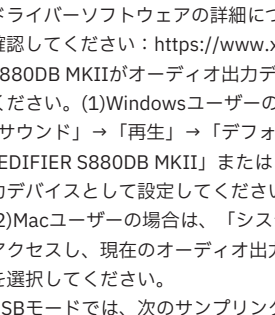 ドライバーソフトウェアの詳細に
確認してください：https://www.x
880DB MKIIがオーディオ出力デ
ください。(1)Windowsユーザーの
サウンド」→「再生」→「デフォ
EDIFIER S880DB MKII」または
力デバイスとして設定してください
2)Macユーザーの場合は、「シス
アクセスし、現在のオーディオ出
を選択してください。
SBモードでは、次のサンプリン